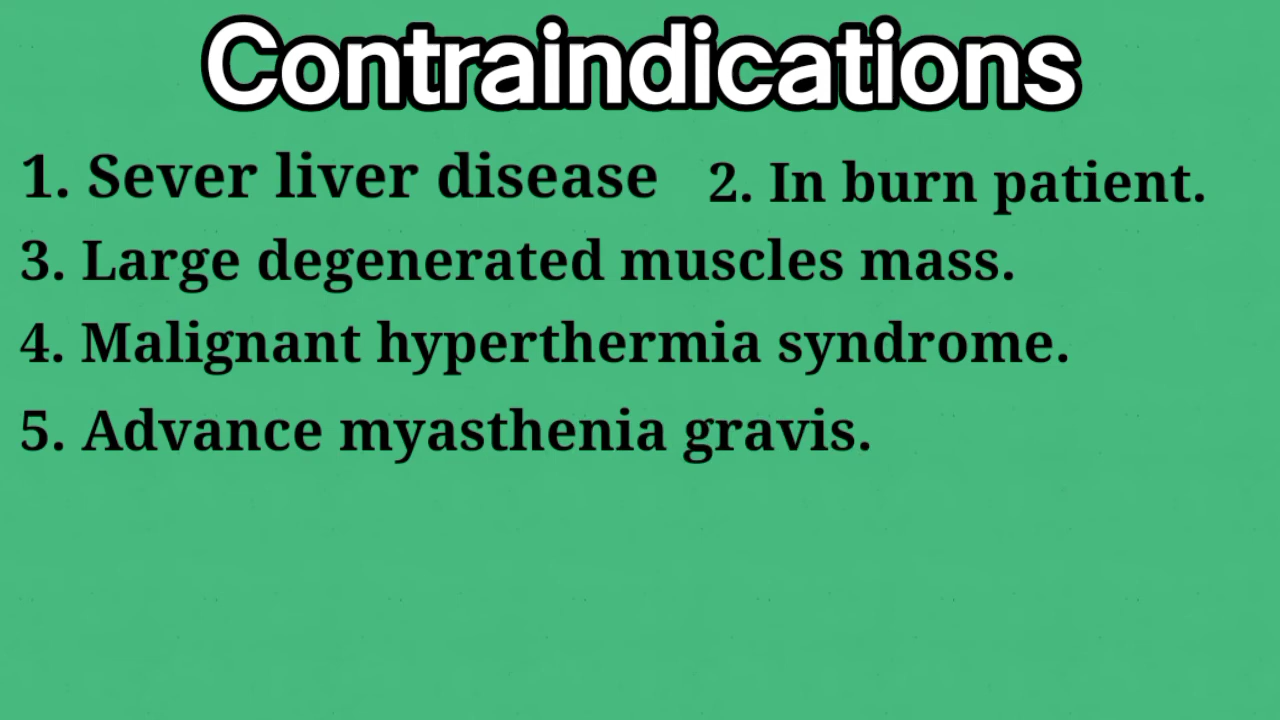 Contraindications
1. Sever liver disease 2. In burn patient.
3. Large degenerated muscles mass.
4. Malignant hyperthermia syndrome.
5. Advance myasthenia gravis.